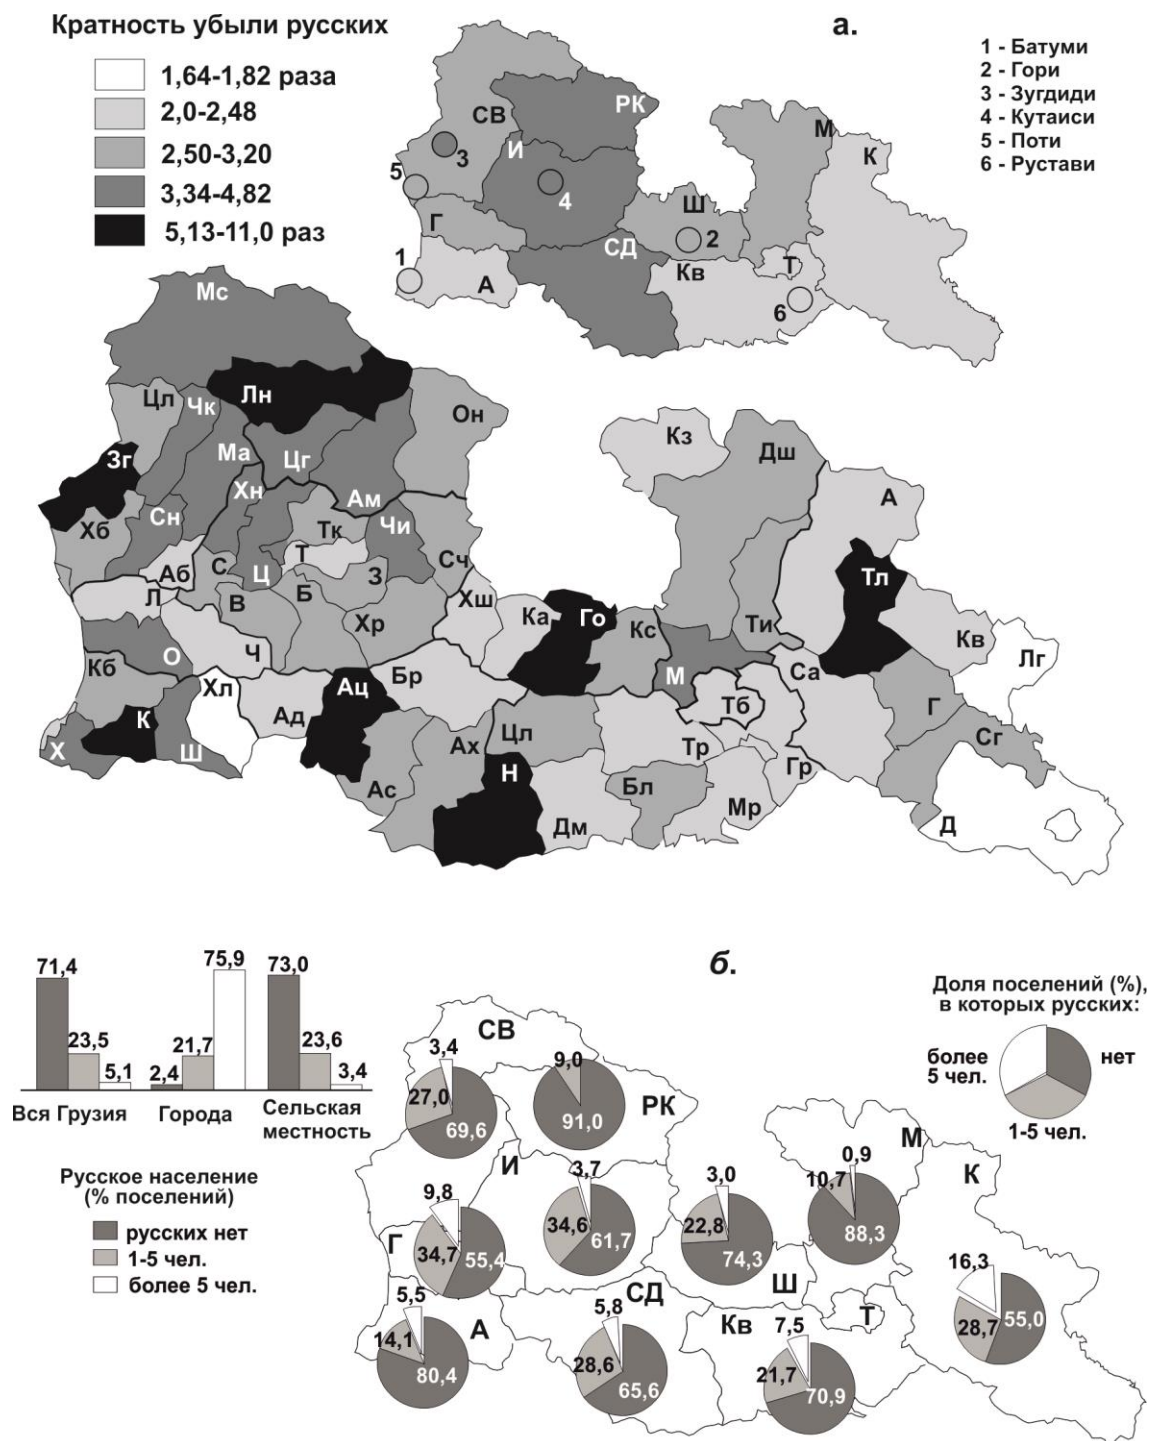 Кратность убыли русских
1,64-1,82 раза
2,0-2,48
2,50-3,20
3,34-4,82
5,13-11,0 раз
а.
1 - Батуми
2 - Гори
3 - Зугдиди
4 - Кутаиси
5 - Поти
6 - Рустави
РК
СВ
М
3
И
К
5
4
Ш
Г
СД
2
1
Т
А
Кв
6
Мс
Лн
Цл
Чк
Он
Кз
Ма
Дш
Зг
Цг
Хн
А
Ам
Сн
Чи
Хб
Тк
Т
Сч
Аб
С
Ц
З
Тл
Л
В
Б
Хш
Ка
Го
Хр
Кс
Ти
Кв
О
Ч
Лг
Кб
Хл
Ац
Бр
М
Са
К
Ад
Тб
Г
Х
Ш
Ах
Цл
Тр
Сг
Н
Гр
Ас
Бл
Мр
Дм
Д
71,4
23,5
5,1
2,4
21,7
75,9
73,0
23,6
3,4
Вся Грузия
Города
Сельская
местность
Русское население
(% поселений)
русских нет
1-5 чел.
более 5 чел.
б.
Доля поселений (%),
в которых русских:
более
5 чел.
нет
1-5 чел.
СВ
3,4
27,0
69,6
9,0
91,0
РК
М
0,9
10,7
88,3
К
И
3,7
34,6
61,7
3,0
22,8
74,3
Ш
9,8
Г
34,7
55,4
16,3
28,7
55,0
5,5
А
14,1
80,4
СД
5,8
28,6
65,6
Кв
Т
7,5
21,7
70,9